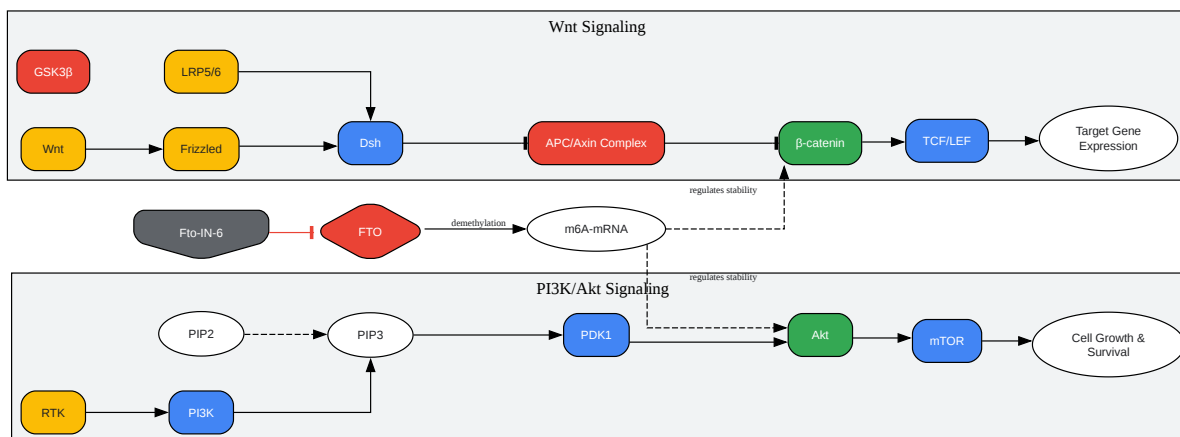 Wnt Signaling
GSK3β
LRP5/6
Wnt
Frizzled
Dsh
APC/Axin Complex
β-catenin
TCF/LEF
Target Gene
Expression
regulates stability
Fto-IN-6
FTO
demethylation
m6A-mRNA
regulates stability
PI3K/Akt Signaling
PIP2
PIP3
PDK1
Akt
mTOR
Cell Growth &
Survival
RTK
PI3K